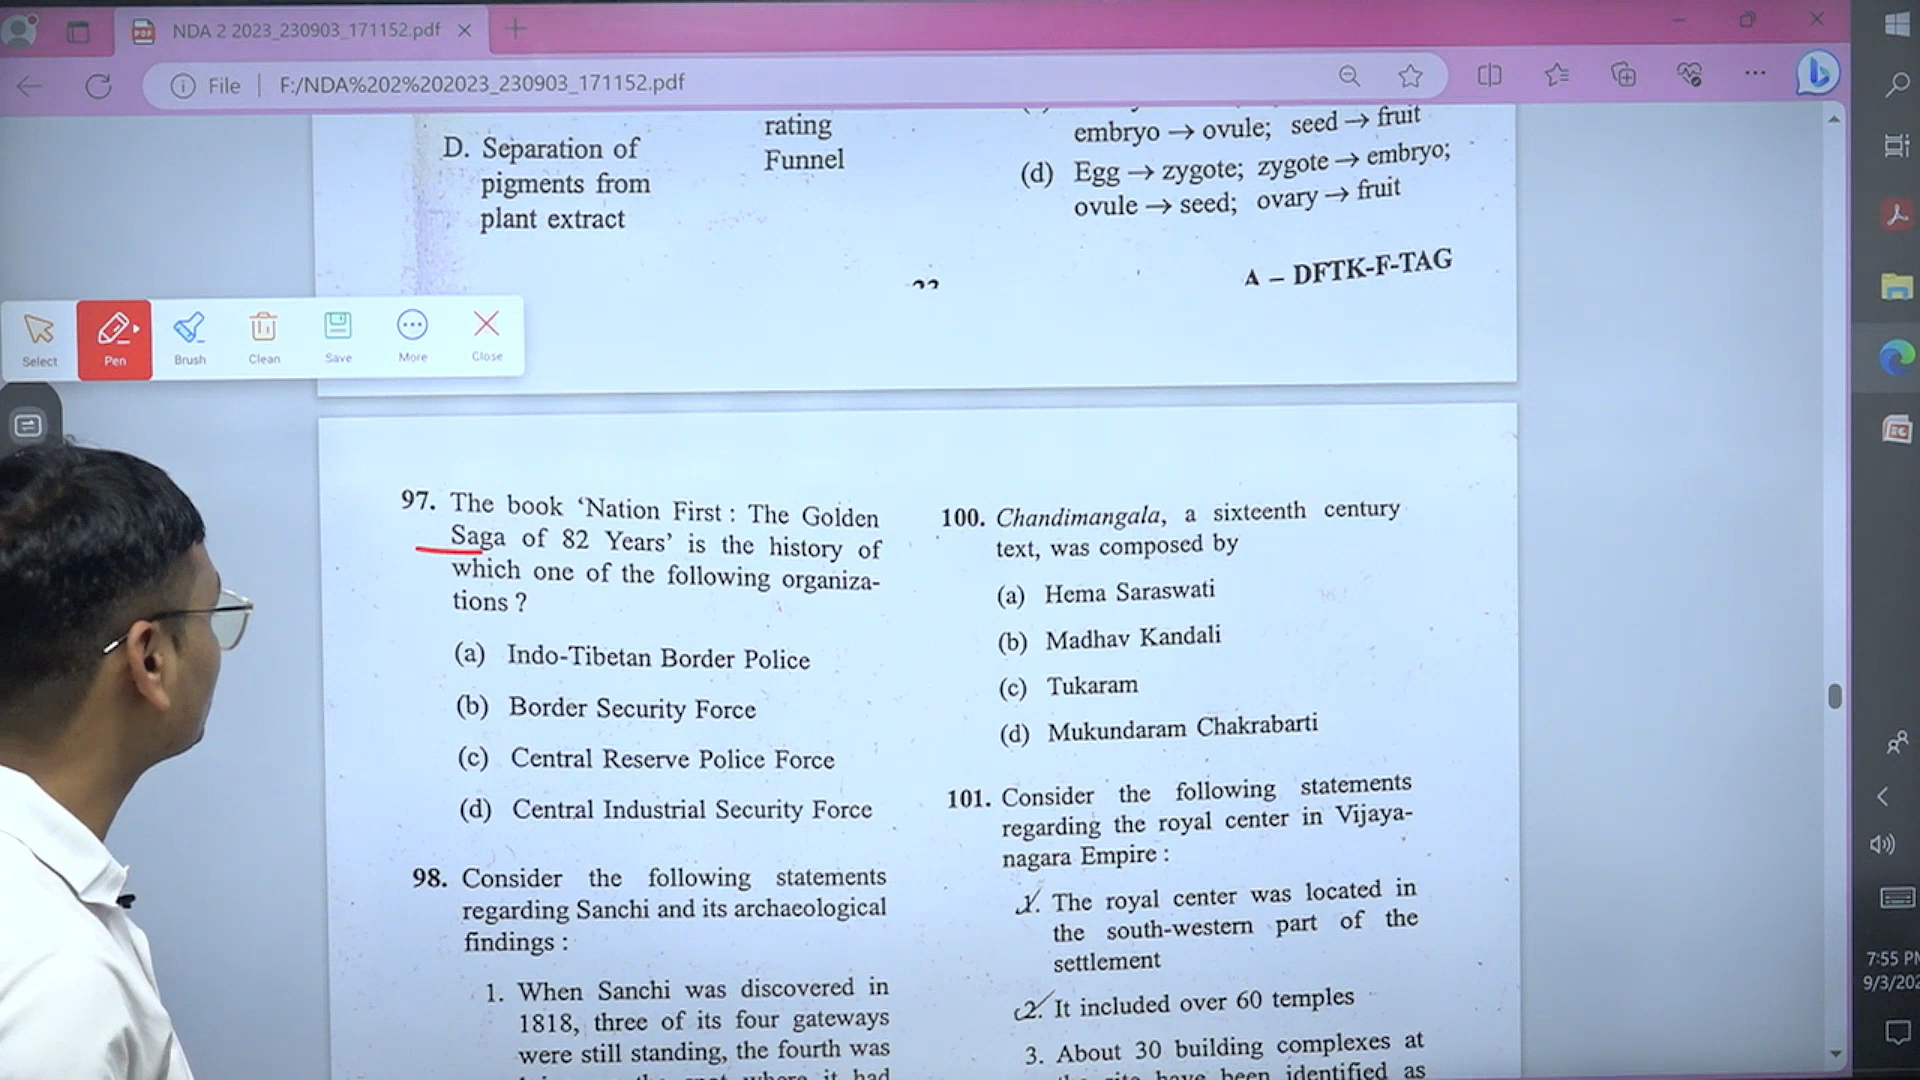 NDA 2 2023_230903_171152.pdf
File
F:/NDA%202%202023_230903_171152.pdf
rating
Funnel
D. Separation of
pigments from
plant extract
embryo → ovule; seed → fruit
(d) Egg → zygote; zygote → embryo;
ovule → seed; ovary → fruit
A – DFTK-F-TAG
Select
Pen
Brush
Clean
Save
More
Close
97. The book ‘Nation First : The Golden
Saga of 82 Years’ is the history of
which one of the following organiza-
tions ?
(a) Indo-Tibetan Border Police
(b) Border Security Force
(c) Central Reserve Police Force
(d) Central Industrial Security Force
98. Consider the following statements
regarding Sanchi and its archaeological
findings :
1. When Sanchi was discovered in
1818, three of its four gateways
were still standing, the fourth was
100. Chandimangala, a sixteenth century
text, was composed by
(a) Hema Saraswati
(b) Madhav Kandali
(c) Tukaram
(d) Mukundaram Chakrabarti
101. Consider the following statements
regarding the royal center in Vijaya-
nagara Empire :
1. The royal center was located in
the south-western part of the
settlement
2. It included over 60 temples
3. About 30 building complexes at
have been identified as
7:55 PM
9/3/202